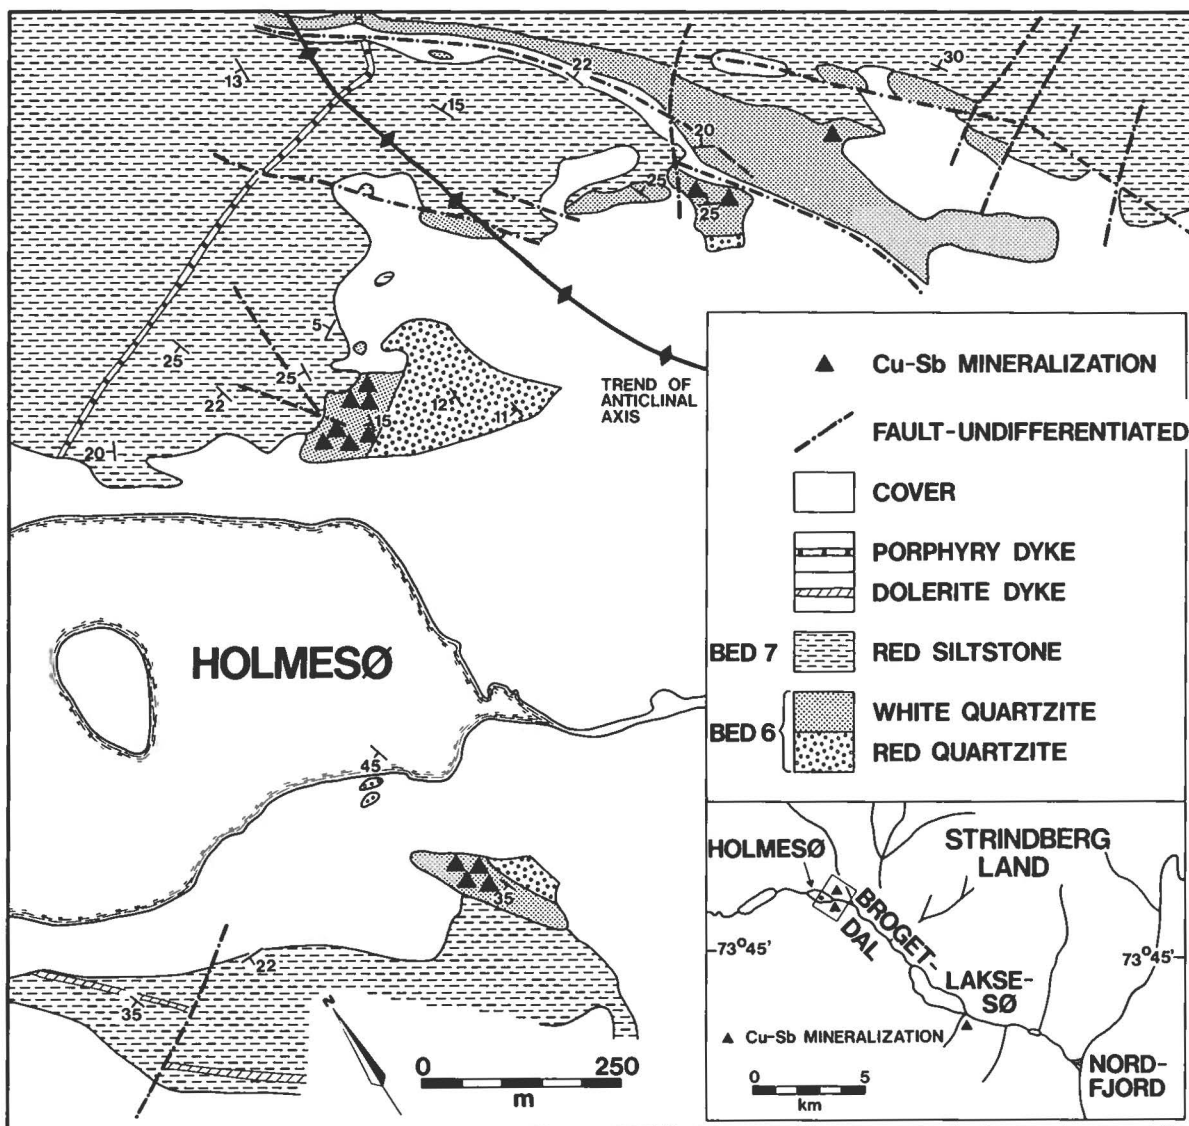 13
15
22
30
20
25
25
5
25
25
22
15
12
11
20
TREND OF
ANTICLINAL
AXIS
HOLMESØ
45
35
22
35
N
0 250
m
Cu-Sb MINERALIZATION
FAULT-UNDIFFERENTIATED
COVER
PORPHYRY DYKE
DOLERITE DYKE
BED 7 RED SILTSTONE
BED 6 WHITE QUARTZITE
RED QUARTZITE
HOLMESØ
STRINDBERG
LAND
BROGET-
DAL
73°45'
73°45'
LAKSE-
SØ
Cu-Sb MINERALIZATION
NORD-
FJORD
0 5
km